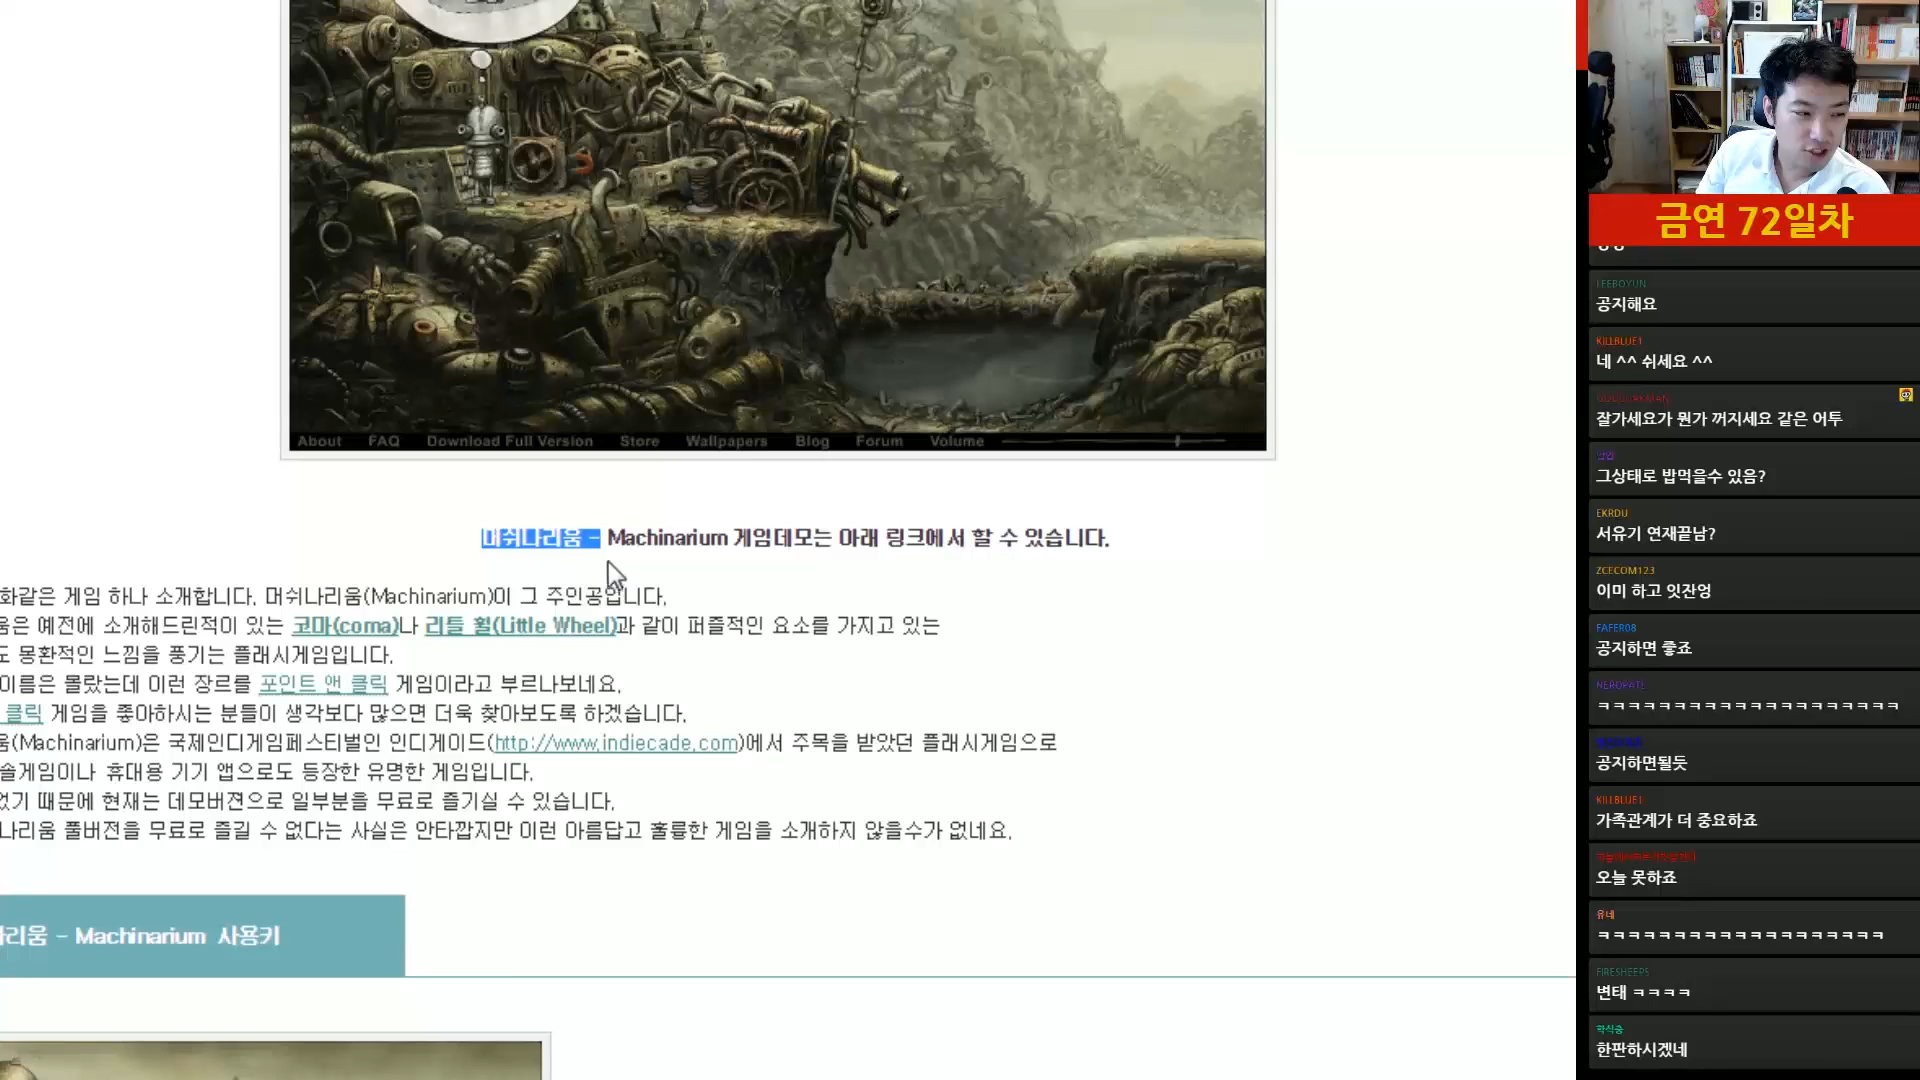 About FAQ Download Full Version Store Wallpapers Blog Forum Volume
머쉬나리움 - Machinarium 게임데모는 아래 링크에서 할 수 있습니다.
화같은 게임 하나 소개합니다. 머쉬나리움(Machinarium)이 그 주인공입니다.
움은 예전에 소개해드린적이 있는 코마(coma)나 리틀 휠(Little Wheel)과 같이 퍼즐적인 요소를 가지고 있는
도 몽환적인 느낌을 풍기는 플래시게임입니다.
이름은 몰랐는데 이런 장르를 포인트 앤 클릭 게임이라고 부르나보네요.
클릭 게임을 좋아하시는 분들이 생각보다 많으면 더욱 찾아보도록 하겠습니다.
움(Machinarium)은 국제인디게임페스티벌인 인디케이드(http://www.indiecade.com)에서 주목을 받았던 플래시게임으로
솔게임이나 휴대용 기기 앱으로도 등장한 유명한 게임입니다.
었기 때문에 현재는 데모버젼으로 일부분을 무료로 즐기실 수 있습니다.
나리움 풀버전을 무료로 즐길 수 없다는 사실은 안타깝지만 이런 아름답고 훌륭한 게임을 소개하지 않을수가 없네요.
나리움 - Machinarium 사용키
금연 72일차
LEEBOYUN
공지해요
KILLBLUE1
네 ^^ 쉬세요 ^^
잘가세요가 뭔가 꺼지세요 같은 어투
그상태로 밥먹을수 있음?
EKRDU
서유기 연재끝남?
ZCECOM123
이미 하고 잇잔엉
FAFER08
공지하면 좋죠
NEROPATE
ㅋㅋㅋㅋㅋㅋㅋㅋㅋㅋㅋㅋㅋㅋㅋㅋㅋㅋㅋㅋ
공지하면될듯
KILLBLUE1
가족관계가 더 중요하죠
오늘 못하죠
유네
ㅋㅋㅋㅋㅋㅋㅋㅋㅋㅋㅋㅋㅋㅋㅋㅋㅋㅋㅋ
FIRESHEEPS
변태 ㅋㅋㅋㅋ
학식충
한판하시겠네